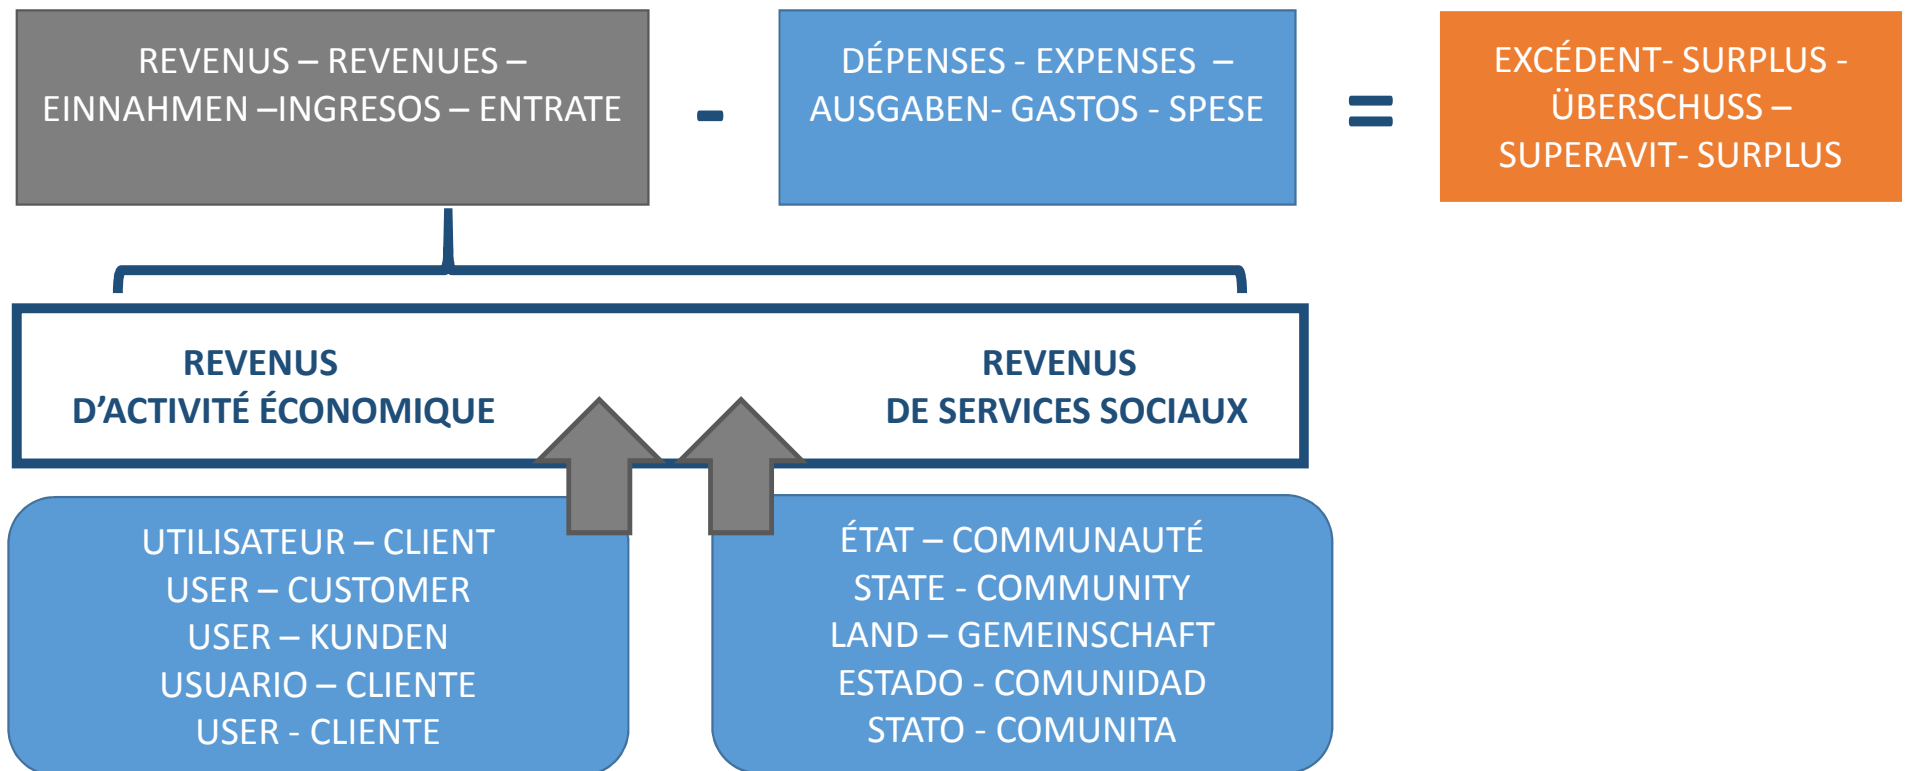 REVENUS – REVENUES –
EINNAHMEN –INGRESOS – ENTRATE
-
DÉPENSES - EXPENSES –
AUSGABEN- GASTOS - SPESE
=
EXCÉDENT- SURPLUS -
ÜBERSCHUSS –
SUPERAVIT- SURPLUS
REVENUS
D’ACTIVITÉ ÉCONOMIQUE
REVENUS
DE SERVICES SOCIAUX
UTILISATEUR – CLIENT
USER – CUSTOMER
USER – KUNDEN
USUARIO – CLIENTE
USER - CLIENTE
ÉTAT – COMMUNAUTÉ
STATE - COMMUNITY
LAND – GEMEINSCHAFT
ESTADO - COMUNIDAD
STATO - COMUNITA